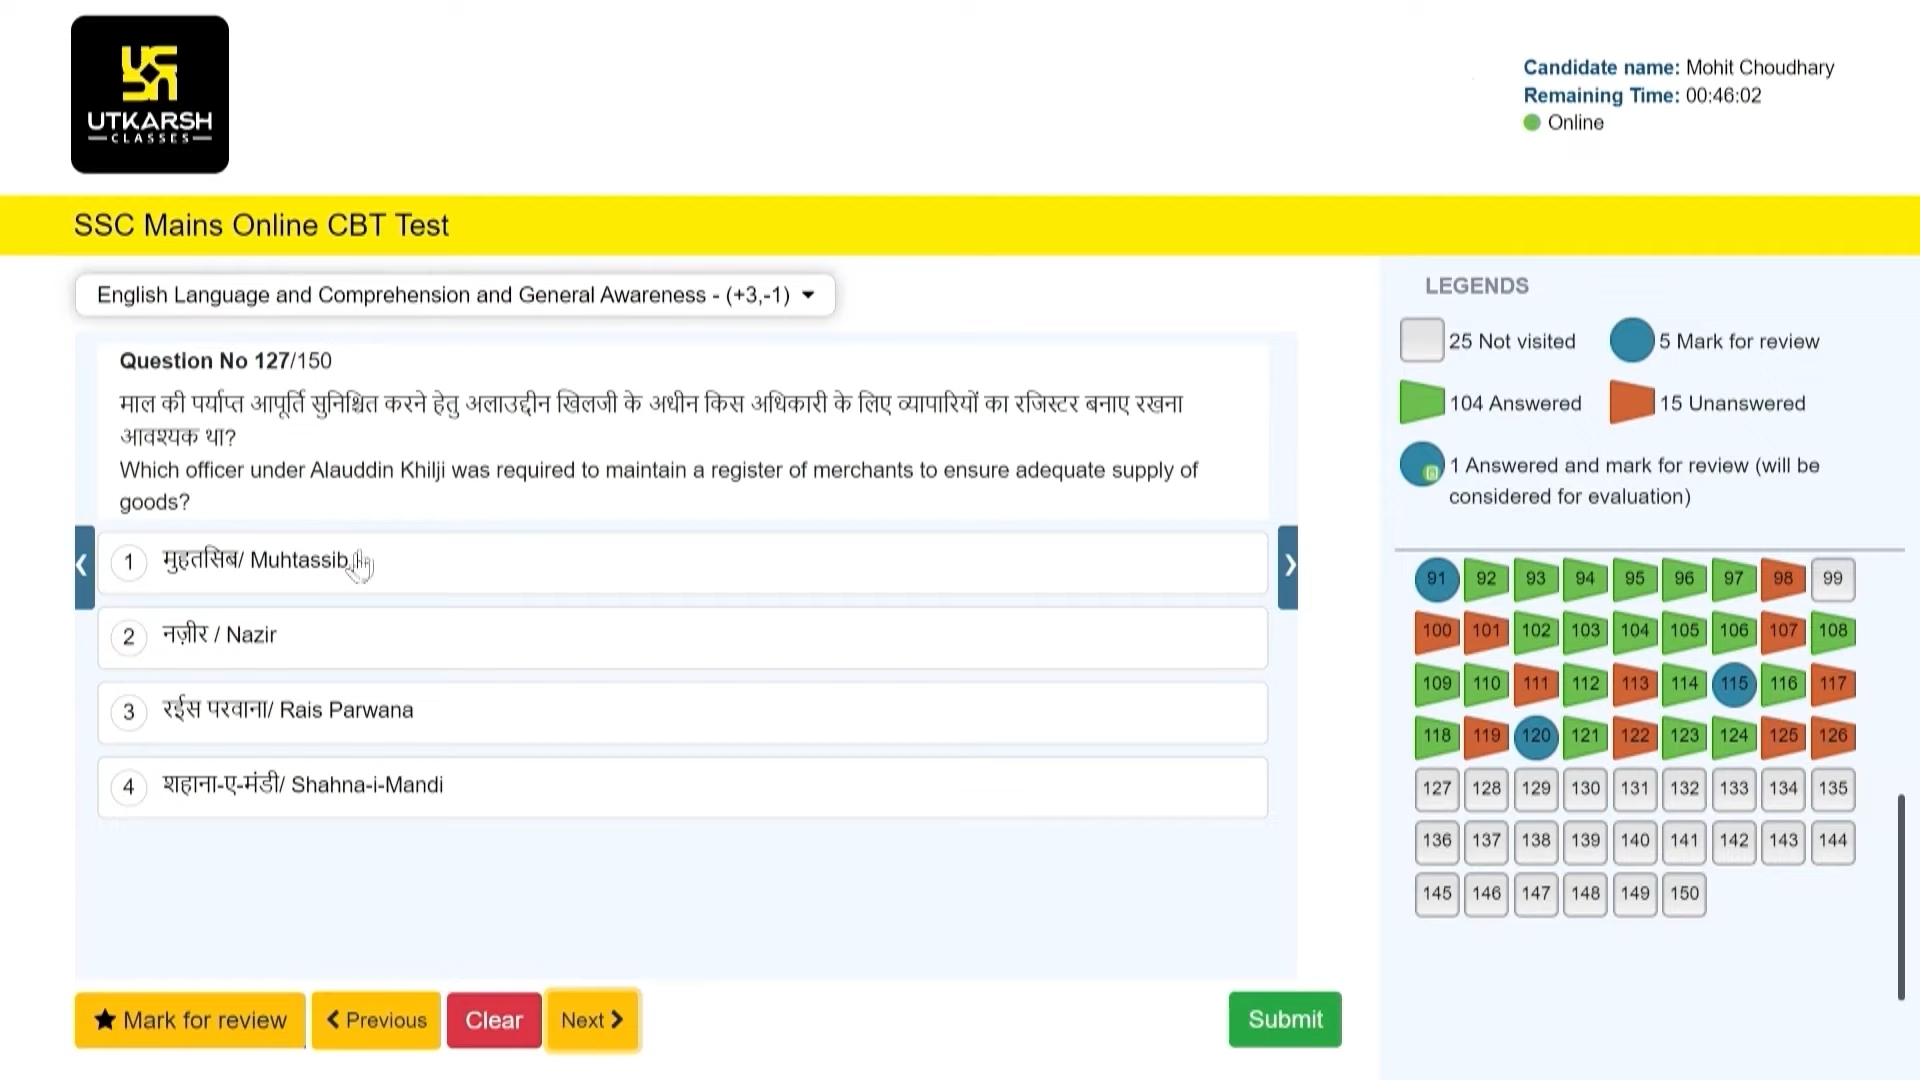 UTKARSH
CLASSES
Candidate name: Mohit Choudhary
Remaining Time: 00:46:02
Online
SSC Mains Online CBT Test
English Language and Comprehension and General Awareness - (+3,-1)
Question No 127/150
माल की पर्याप्त आपूर्ति सुनिश्चित करने हेतु अलाउद्दीन खिलजी के अधीन किस अधिकारी के लिए व्यापारियों का रजिस्टर बनाए रखना
आवश्यक था?
Which officer under Alauddin Khilji was required to maintain a register of merchants to ensure adequate supply of
goods?
1 मुहतसिब/ Muhtassib
2 नज़ीर / Nazir
3 रईस परवाना/ Rais Parwana
4 शहाना-ए-मंडी/ Shahna-i-Mandi
Mark for review
Previous
Clear
Next
Submit
LEGENDS
25 Not visited
5 Mark for review
104 Answered
15 Unanswered
1 Answered and mark for review (will be
considered for evaluation)
91 92 93 94 95 96 97 98 99
100 101 102 103 104 105 106 107 108
109 110 111 112 113 114 115 116 117
118 119 120 121 122 123 124 125 126
127 128 129 130 131 132 133 134 135
136 137 138 139 140 141 142 143 144
145 146 147 148 149 150